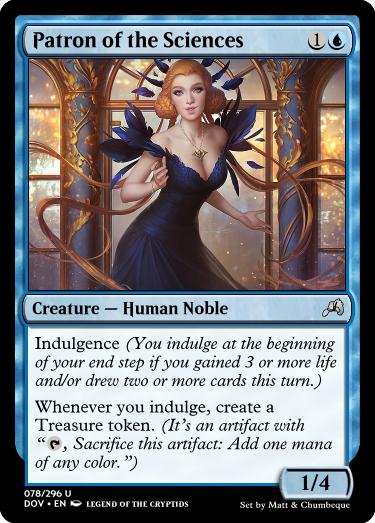 Patron of the Sciences 1
Creature — Human Noble
Indulgence (You indulge at the beginning
of your end step if you gained 3 or more life
and/or drew two or more cards this turn.)
Whenever you indulge, create a
Treasure token. (It's an artifact with
“, Sacrifice this artifact: Add one mana
of any color.”)
1/4
078/296 U
DOV • EN LEGEND OF THE CRYPTIDS
Set by Matt & Chumbeque